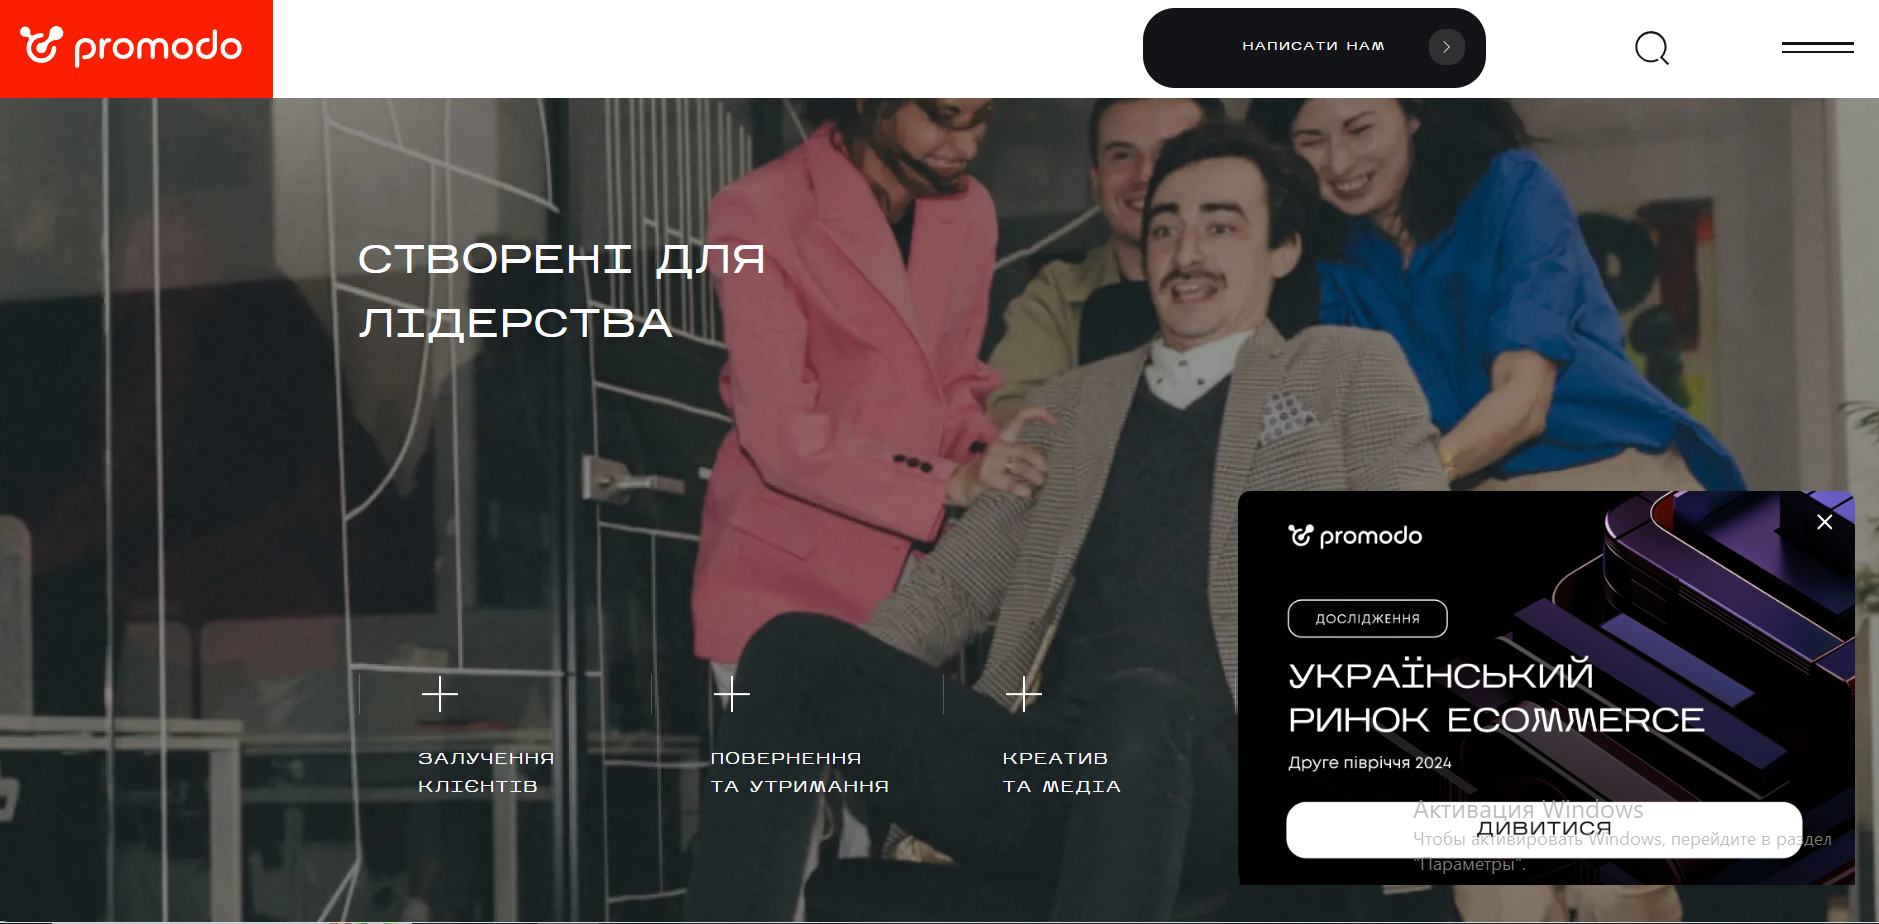 promodo
НАПИСАТИ НАМ
СТВОРЕНІ ДЛЯ
ЛІДЕРСТВА
ЗАЛУЧЕННЯ
КЛІЄНТІВ
ПОВЕРНЕННЯ
ТА УТРИМАННЯ
КРЕАТИВ
ТА МЕДІА
promodo
ДОСЛІДЖЕННЯ
УКРАЇНСЬКИЙ
РИНОК ECOMMERCE
Друге півріччя 2024
ДИВИТИСЯ
Активация Windows
Чтобы активировать Windows, перейдите в раздел
"Параметры".